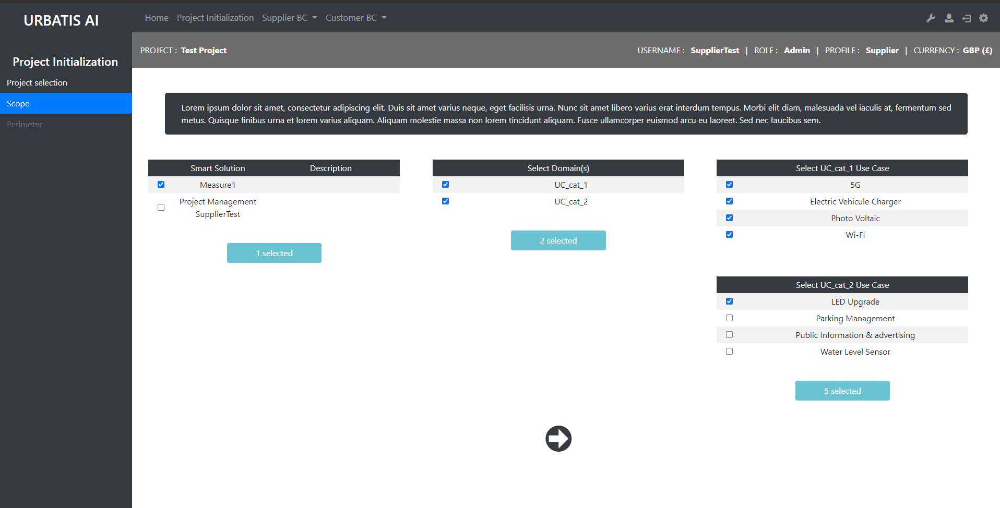 URBATIS AI
Home Project Initialization Supplier BC Customer BC
Project Initialization
Project selection
Scope
Perimeter
PROJECT : Test Project
USERNAME : SupplierTest | ROLE : Admin | PROFILE : Supplier | CURRENCY : GBP (£)
Lorem ipsum dolor sit amet, consectetur adipiscing elit. Duis sit amet varius neque, eget facilisis urna. Nunc sit amet libero varius erat interdum tempus. Morbi elit diam, malesuada vel iaculis at, fermentum sed
metus. Quisque finibus urna et lorem varius aliquam. Aliquam molestie massa non lorem tincidunt aliquam. Fusce ullamcorper euismod arcu eu laoreet. Sed nec faucibus sem.
Smart Solution Description
Measure1
Project Management
SupplierTest
1 selected
Select Domain(s)
UC_cat_1
UC_cat_2
2 selected
Select UC_cat_1 Use Case
5G
Electric Vehicule Charger
Photo Voltaic
Wi-Fi
Select UC_cat_2 Use Case
LED Upgrade
Parking Management
Public Information & advertising
Water Level Sensor
5 selected